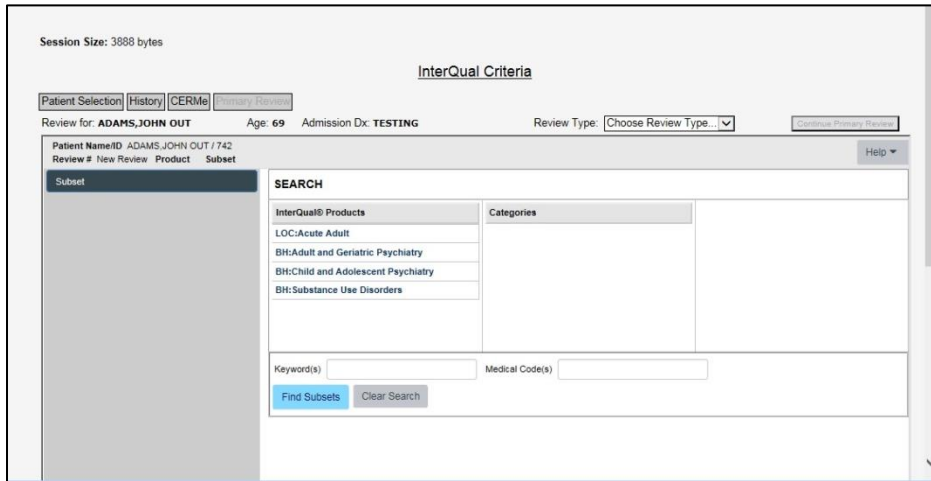 Session Size: 3888 bytes
InterQual Criteria
Patient Selection History CERMe Primary Review
Review for: ADAMS,JOHN OUT Age: 69 Admission Dx: TESTING Review Type: Choose Review Type... Continue Primary Review
Patient Name/ID ADAMS,JOHN OUT / 742
Review # New Review Product Subset
Help
Subset
SEARCH
InterQual® Products Categories
LOC:Acute Adult
BH:Adult and Geriatric Psychiatry
BH:Child and Adolescent Psychiatry
BH:Substance Use Disorders
Keyword(s) Medical Code(s)
Find Subsets Clear Search